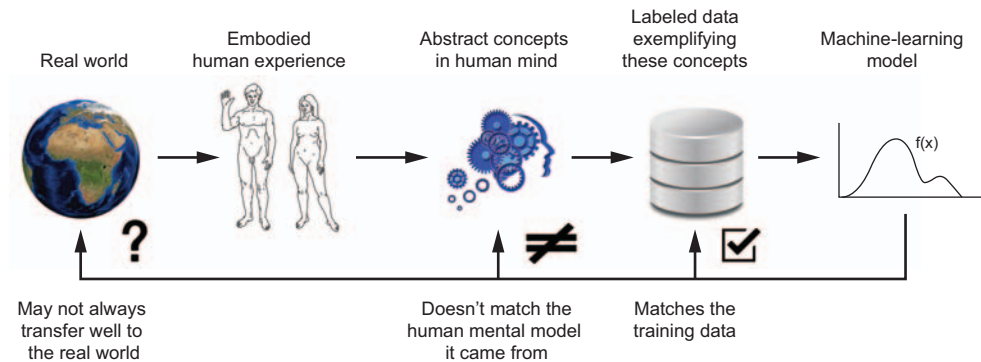 Real world
Embodied
human experience
Abstract concepts
in human mind
Labeled data
exemplifying
these concepts
Machine-learning
model
f(x)
?
≠
May not always
transfer well to
the real world
Doesn't match the
human mental model
it came from
Matches the
training data